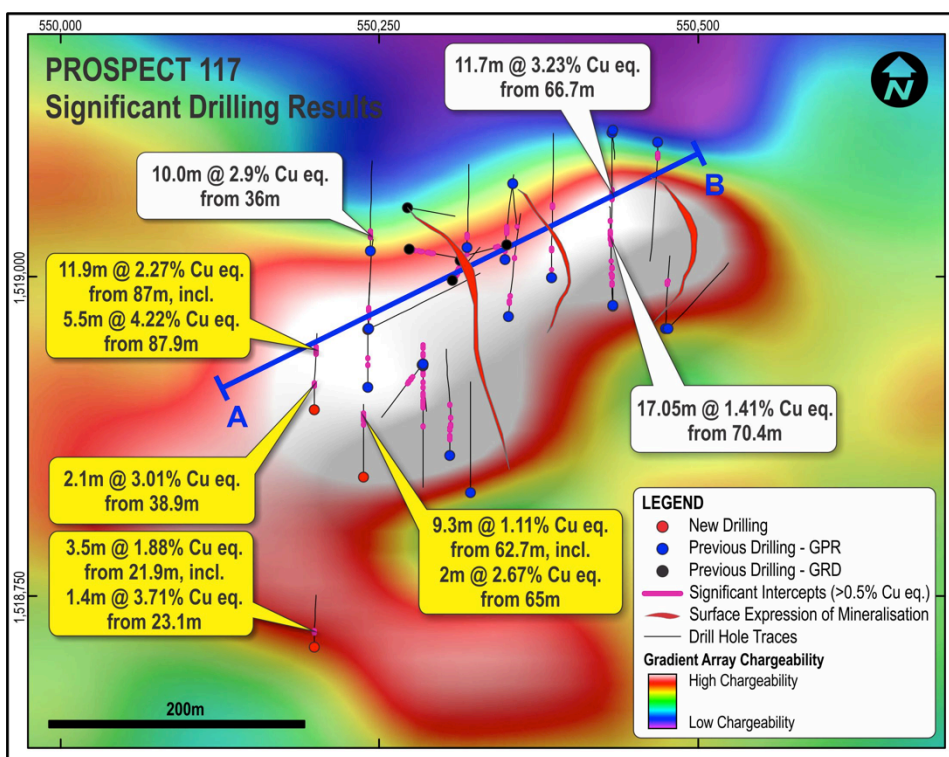 550,000
550,250
550,500
PROSPECT 117
Significant Drilling Results
N
11.7m @ 3.23% Cu eq.
from 66.7m
10.0m @ 2.9% Cu eq.
from 36m
B
1,519,000
11.9m @ 2.27% Cu eq.
from 87m, incl.
5.5m @ 4.22% Cu eq.
from 87.9m
A
17.05m @ 1.41% Cu eq.
from 70.4m
2.1m @ 3.01% Cu eq.
from 38.9m
9.3m @ 1.11% Cu eq.
from 62.7m, incl.
2m @ 2.67% Cu eq.
from 65m
3.5m @ 1.88% Cu eq.
from 21.9m, incl.
1.4m @ 3.71% Cu eq.
from 23.1m
1,518,750
LEGEND
New Drilling
Previous Drilling - GPR
Previous Drilling - GRD
Significant Intercepts (>0.5% Cu eq.)
Surface Expression of Mineralisation
Drill Hole Traces
Gradient Array Chargeability
High Chargeability
Low Chargeability
200m